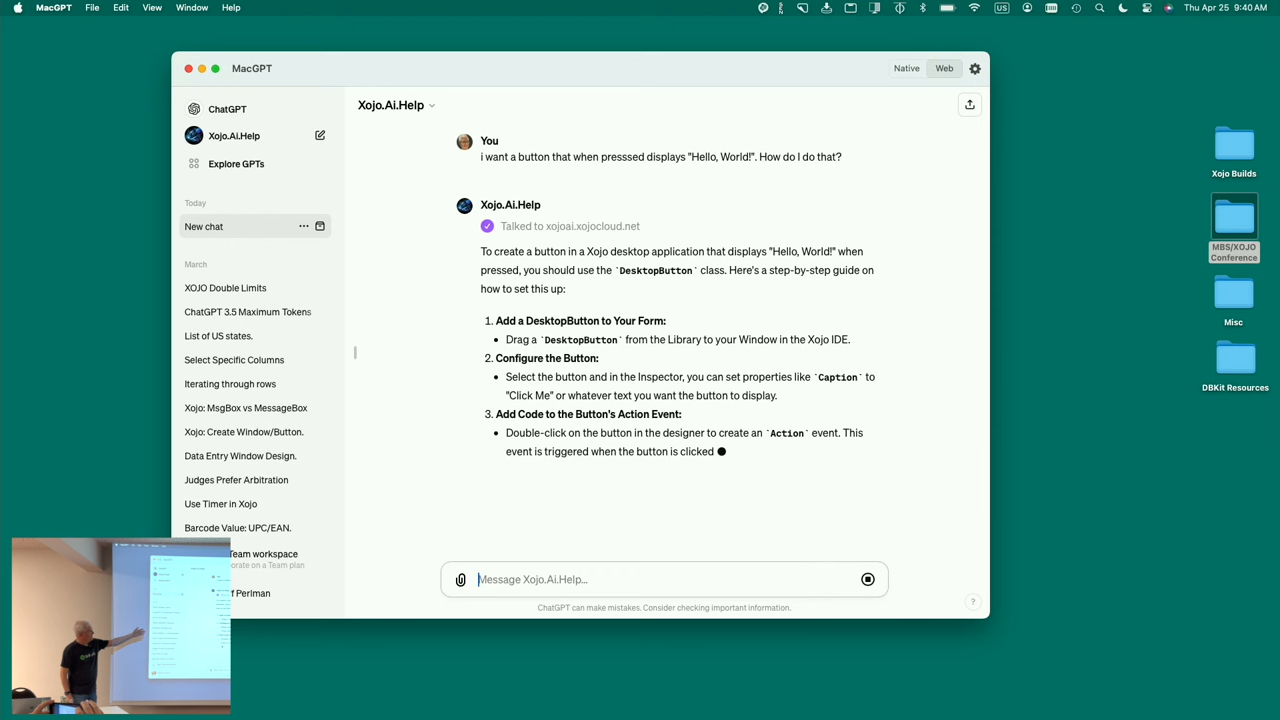 MacGPT File Edit View Window Help
US
Thu Apr 25 9:40 AM
MacGPT
Native Web
ChatGPT
Xojo.Ai.Help
Explore GPTs
Today
New chat
March
XOJO Double Limits
ChatGPT 3.5 Maximum Tokens
List of US states.
Select Specific Columns
Iterating through rows
Xojo: MsgBox vs MessageBox
Xojo: Create Window/Button.
Data Entry Window Design.
Judges Prefer Arbitration
Use Timer in Xojo
Barcode Value: UPC/EAN.
Team workspace
orate on a Team plan
f Perlman
Xojo.Ai.Help
You
i want a button that when presssed displays "Hello, World!". How do I do that?
Xojo.Ai.Help
Talked to xojoai.xojocloud.net
To create a button in a Xojo desktop application that displays "Hello, World!" when
pressed, you should use the `DesktopButton` class. Here's a step-by-step guide on
how to set this up:
1. Add a DesktopButton to Your Form:
• Drag a `DesktopButton` from the Library to your Window in the Xojo IDE.
2. Configure the Button:
• Select the button and in the Inspector, you can set properties like `Caption` to
"Click Me" or whatever text you want the button to display.
3. Add Code to the Button's Action Event:
• Double-click on the button in the designer to create an `Action` event. This
event is triggered when the button is clicked
Message Xojo.Ai.Help...
ChatGPT can make mistakes. Consider checking important information.
?
Xojo Builds
MBS/XOJO
Conference
Misc
DBKit Resources